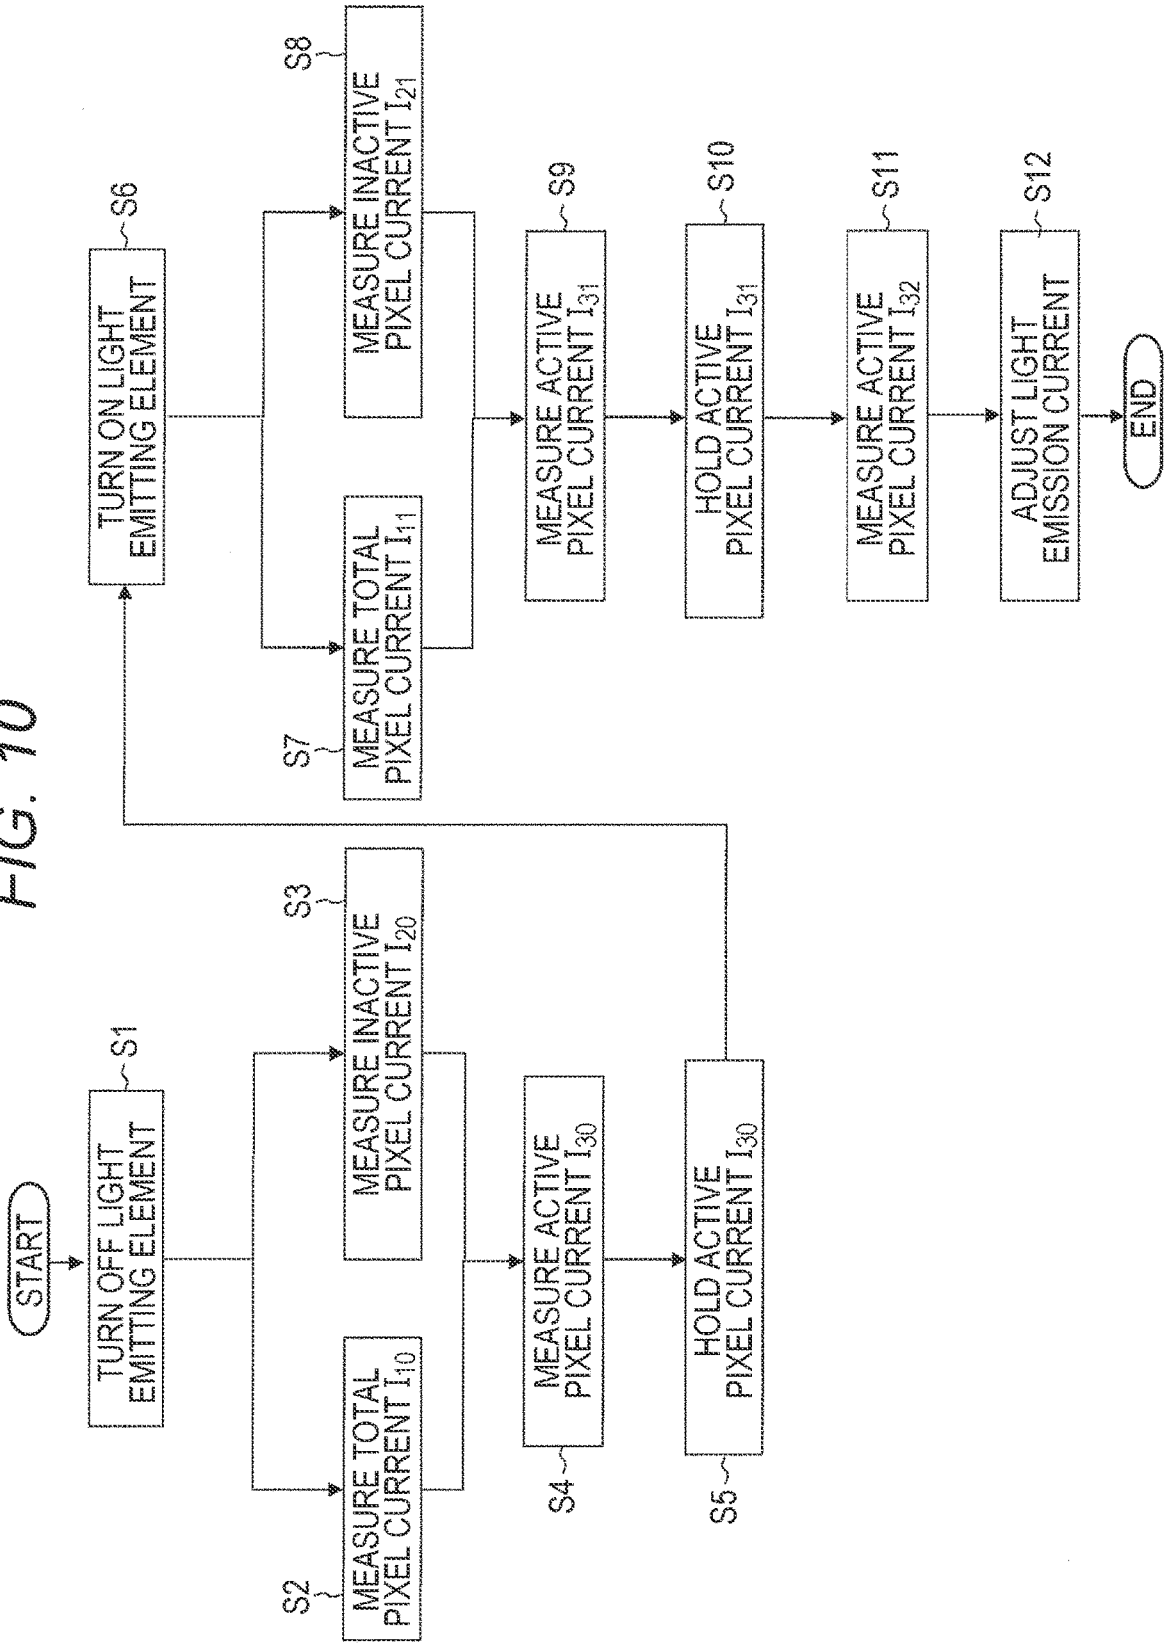 FIG. 10
START
S1
TURN OFF LIGHT
EMITTING ELEMENT
S2
MEASURE TOTAL
PIXEL CURRENT I10
S3
MEASURE INACTIVE
PIXEL CURRENT I20
S4
MEASURE ACTIVE
PIXEL CURRENT I30
S5
HOLD ACTIVE
PIXEL CURRENT I30
S6
TURN ON LIGHT
EMITTING ELEMENT
S7
MEASURE TOTAL
PIXEL CURRENT I11
S8
MEASURE INACTIVE
PIXEL CURRENT I21
S9
MEASURE ACTIVE
PIXEL CURRENT I31
S10
HOLD ACTIVE
PIXEL CURRENT I31
S11
MEASURE ACTIVE
PIXEL CURRENT I32
S12
ADJUST LIGHT
EMISSION CURRENT
END